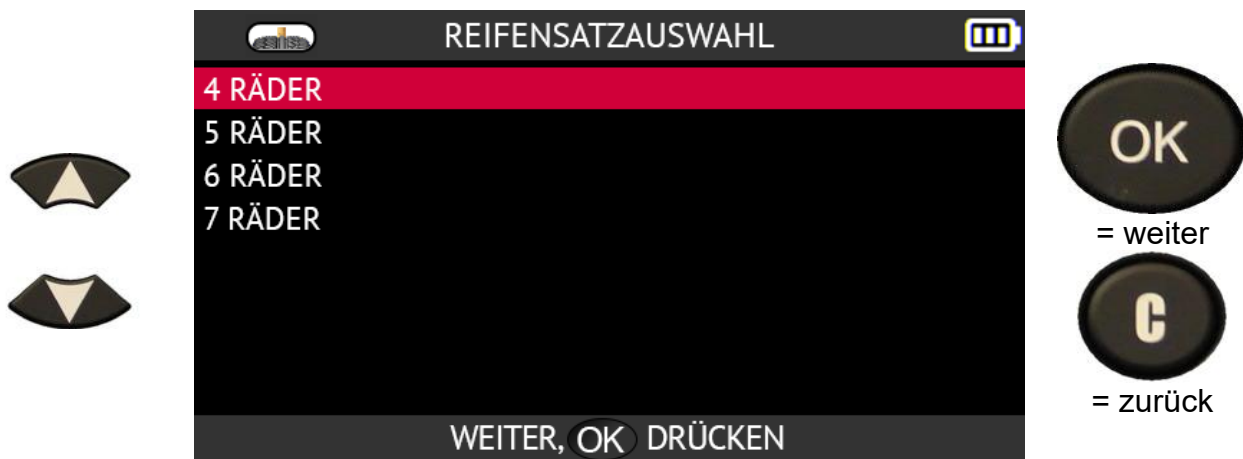 REIFENSATZAUSWAHL
4 RÄDER
5 RÄDER
6 RÄDER
7 RÄDER
WEITER, OK DRÜCKEN
OK
= weiter
C
= zurück